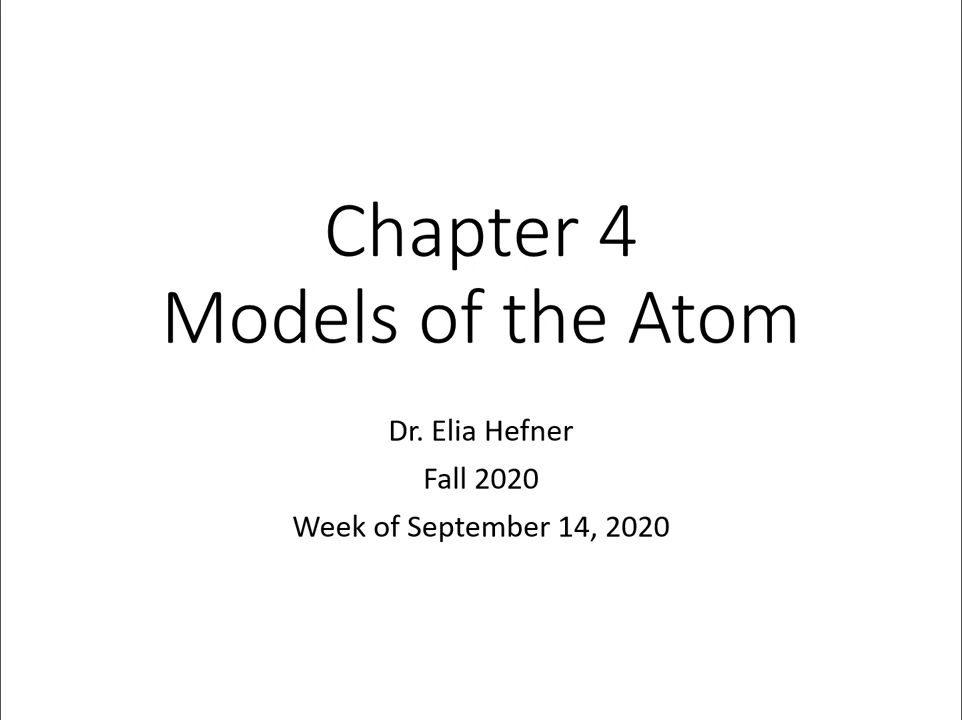 Chapter 4
Models of the Atom
Dr. Elia Hefner
Fall 2020
Week of September 14, 2020